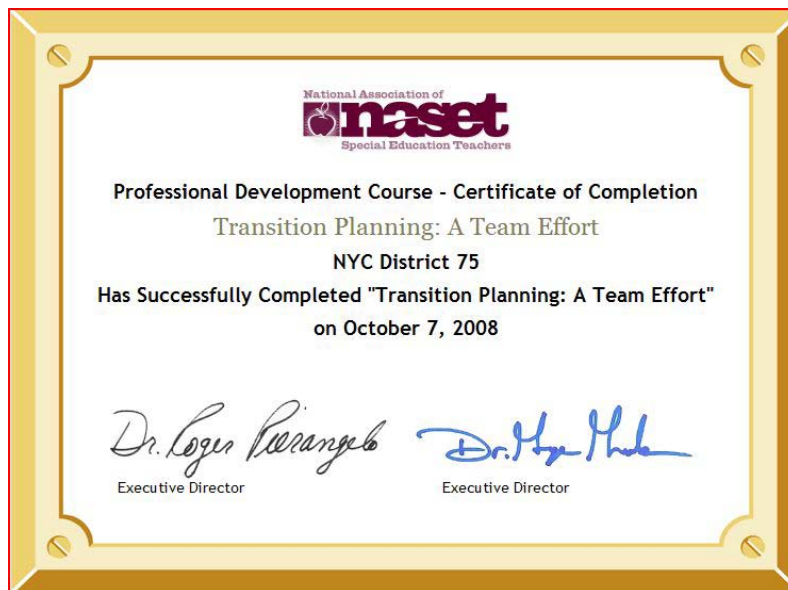 National Association of
naset
Special Education Teachers
Professional Development Course - Certificate of Completion
Transition Planning: A Team Effort
NYC District 75
Has Successfully Completed "Transition Planning: A Team Effort"
on October 7, 2008
Dr. Roger Pierangelo Dr.
Executive Director Executive Director